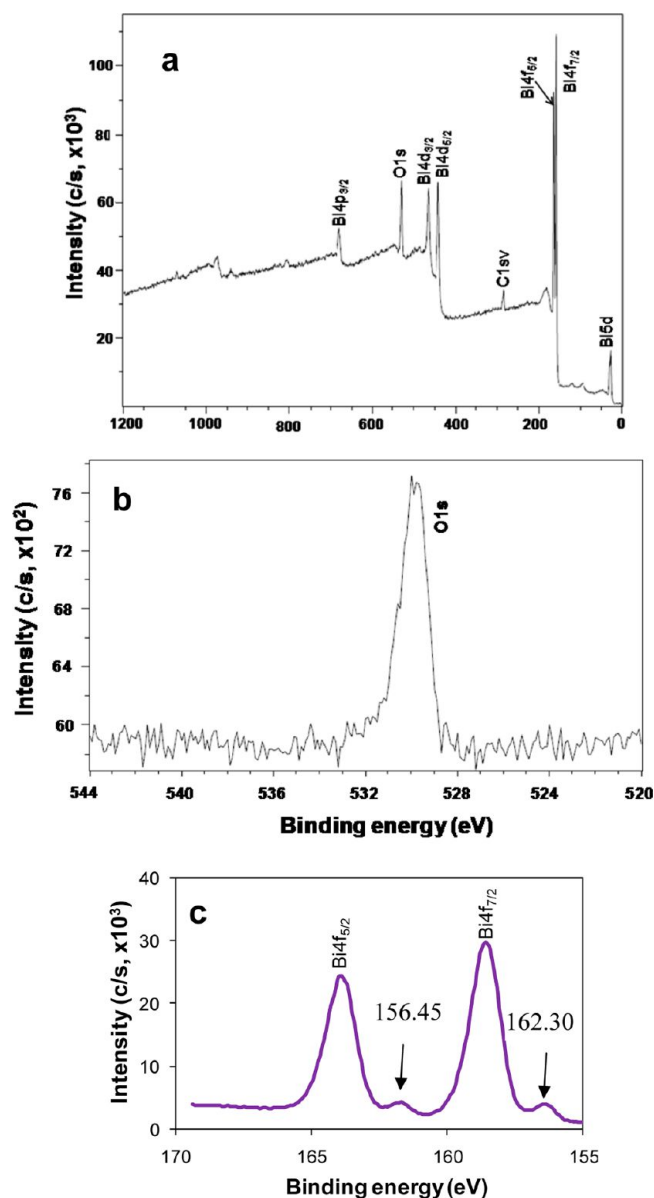 a
Intensity (c/s, x10³)
100
80
60
40
20
1200
1000
800
600
400
200
0
Bi4p3/2
O1s
Bi4d3/2
Bi4d5/2
C1sv
Bi4f5/2
Bi4f7/2
Bi5d
b
Intensity (c/s, x10²)
76
72
68
64
60
O1s
544
540
536
532
528
524
520
Binding energy (eV)
c
Intensity (c/s, x10³)
40
30
20
10
0
Bi4f5/2
156.45
Bi4f7/2
162.30
170
165
160
155
Binding energy (eV)